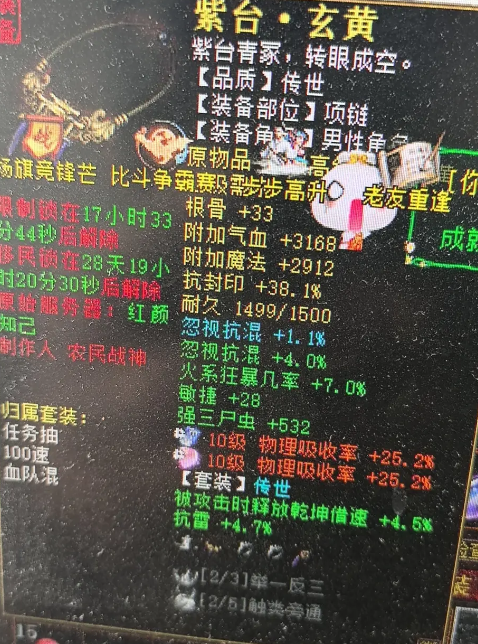 装
备
紫台·玄黄
紫台青冢，转眼成空。
【品质】传世
【装备部位】项链
【装备角 】男性角色
原物品
扬旗竞锋芒 比斗争霸赛 步步高升 老友重逢 【你
根骨 +33
限制锁在17小时33
分44秒后解除
附加气血 +3168
移民锁在28天19小
时20分30秒后解除
附加魔法 +2912
抗封印 +38.1%
原始服务器：红颜
知己
耐久 1499/1500
制作人 农民战神
忽视抗混 +1.1%
忽视抗混 +4.0%
火系狂暴几率 +7.0%
敏捷 +28
强三尸虫 +532
归属套装：
任务抽
100速
血队混
10级 物理吸收率 +25.2%
10级 物理吸收率 +25.2%
【套装】传世
被攻击时释放乾坤借速 +4.5%
抗雷 +4.7%
[2/3]举一反三
[2/5]融类旁通
成就
15